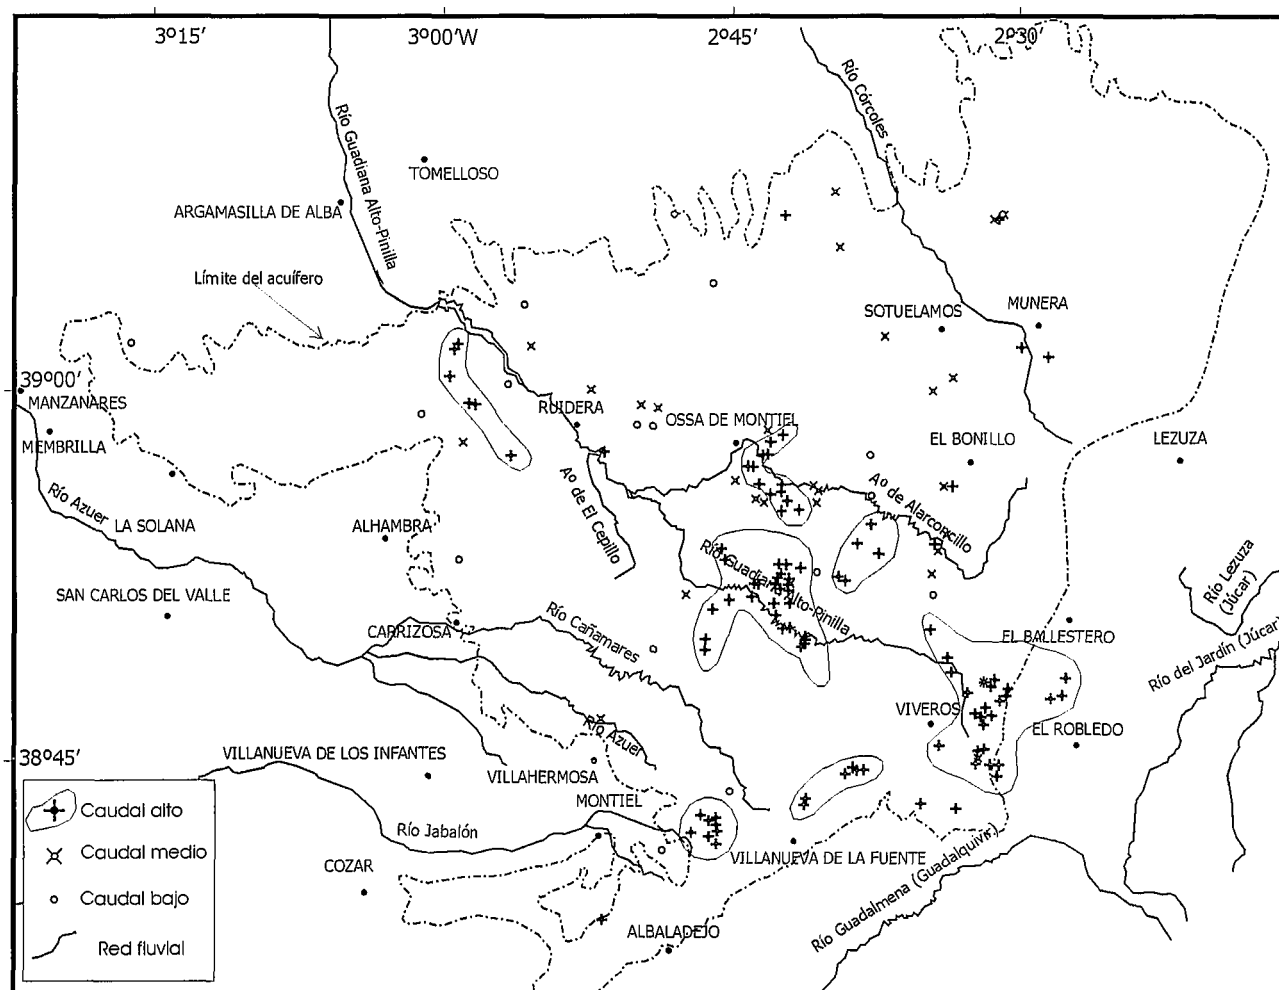 3º15'
3º00'W
2º45'
2º30'
Río Guadiana Alto-Pinilla
Río Córcoles
TOMELLOSO
ARGAMASILLA DE ALBA
Límite del acuífero
SOTUELAMOS
MUNERA
39º00'
MANZANARES
RUIDERA
OSSA DE MONTIEL
MEMBRILLA
EL BONILLO
LEZUZA
Río Azuer
Aº de El Cepillo
Aº de Alarconcillo
LA SOLANA
ALHAMBRA
Río Guadiana Alto-Pinilla
Río Lezuza
(Júcar)
SAN CARLOS DEL VALLE
Río Cañamares
CARRIZOSA
EL BALLESTERO
Río del Jardín (Júcar)
VIVEROS
Río Azuer
EL ROBLEDO
38º45'
VILLANUEVA DE LOS INFANTES
VILLAHERMOSA
MONTIEL
Caudal alto
Río Jabalón
Caudal medio
VILLANUEVA DE LA FUENTE
COZAR
Río Guadalmena (Guadalquivir)
Caudal bajo
ALBALADEJO
Red fluvial